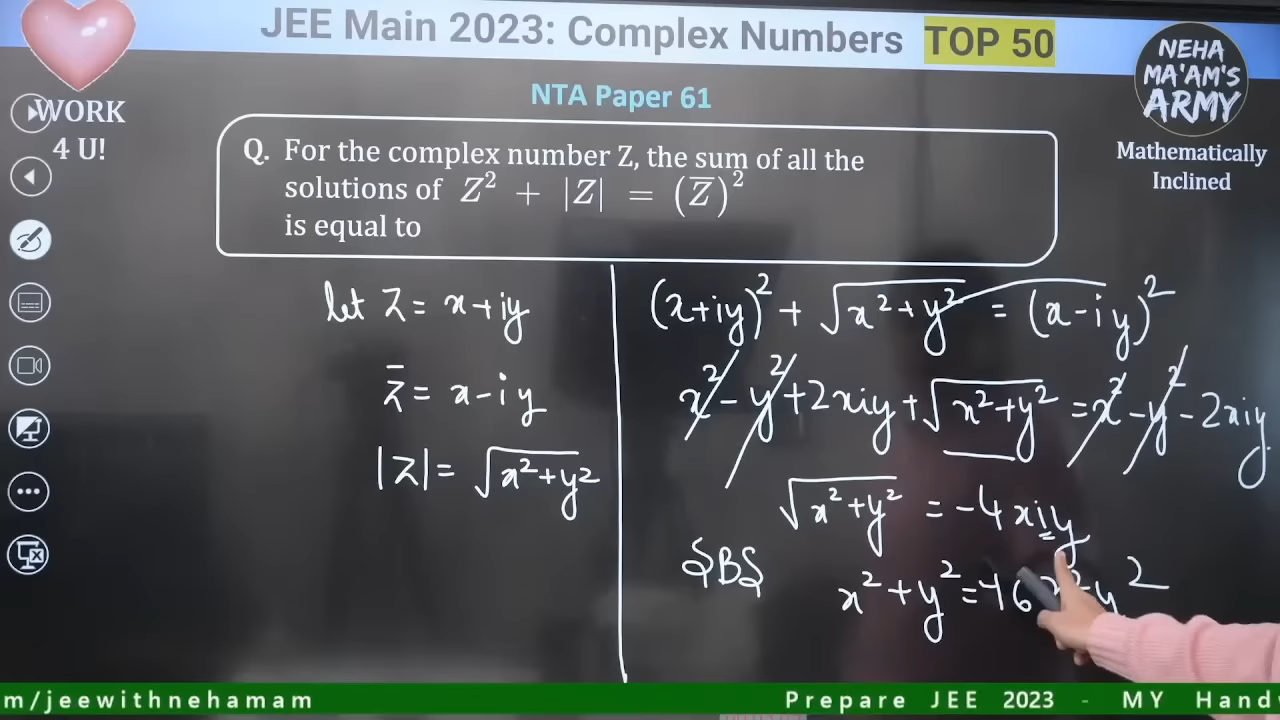 JEE Main 2023: Complex Numbers TOP 50
WORK
4 U!
NEHA
MA'AM'S
ARMY
Mathematically
Inclined
NTA Paper 61
Q. For the complex number Z, the sum of all the
solutions of Z² + |Z| = (Z̅)²
is equal to
let z = x+iy
z̅ = x-iy
|z| = √x²+y²
(x+iy)² + √x²+y² = (x-iy)²
x² - y² + 2xiy + √x²+y² = x² - y² - 2xiy
√x²+y² = -4xiy
SBS
x²+y² =
m/jeewithnehamam
Prepare JEE 2023 - MY Hand